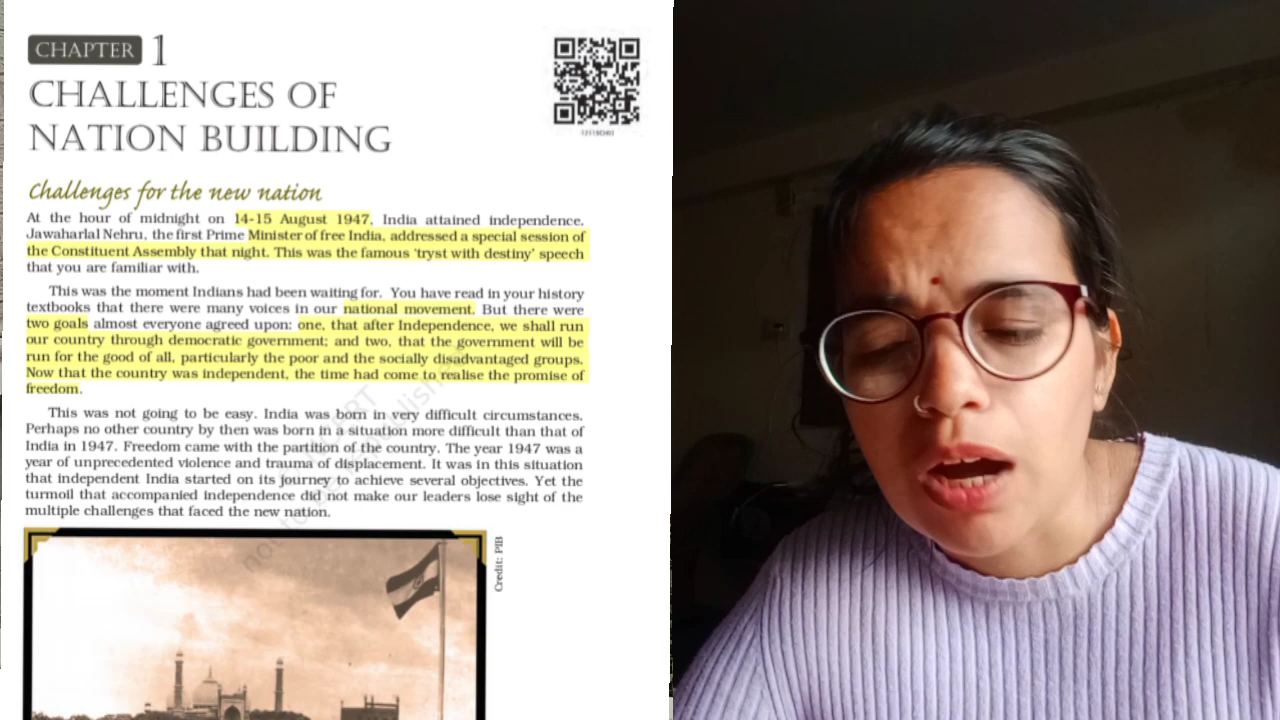 CHAPTER 1
CHALLENGES OF
NATION BUILDING
Challenges for the new nation
At the hour of midnight on 14-15 August 1947, India attained independence.
Jawaharlal Nehru, the first Prime Minister of free India, addressed a special session of
the Constituent Assembly that night. This was the famous ‘tryst with destiny’ speech
that you are familiar with.
This was the moment Indians had been waiting for. You have read in your history
textbooks that there were many voices in our national movement. But there were
two goals almost everyone agreed upon: one, that after Independence, we shall run
our country through democratic government; and two, that the government will be
run for the good of all, particularly the poor and the socially disadvantaged groups.
Now that the country was independent, the time had come to realise the promise of
freedom.
This was not going to be easy. India was born in very difficult circumstances.
Perhaps no other country by then was born in a situation more difficult than that of
India in 1947. Freedom came with the partition of the country. The year 1947 was a
year of unprecedented violence and trauma of displacement. It was in this situation
that independent India started on its journey to achieve several objectives. Yet the
turmoil that accompanied independence did not make our leaders lose sight of the
multiple challenges that faced the new nation.
Credit: PIB